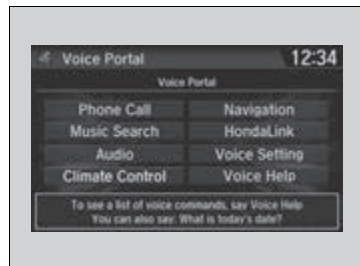 Voice Portal 12:34
Voice Portal
Phone Call Navigation
Music Search HondaLink
Audio Voice Setting
Climate Control Voice Help
To see a list of voice commands, say Voice Help
You can also say: What is today's date?